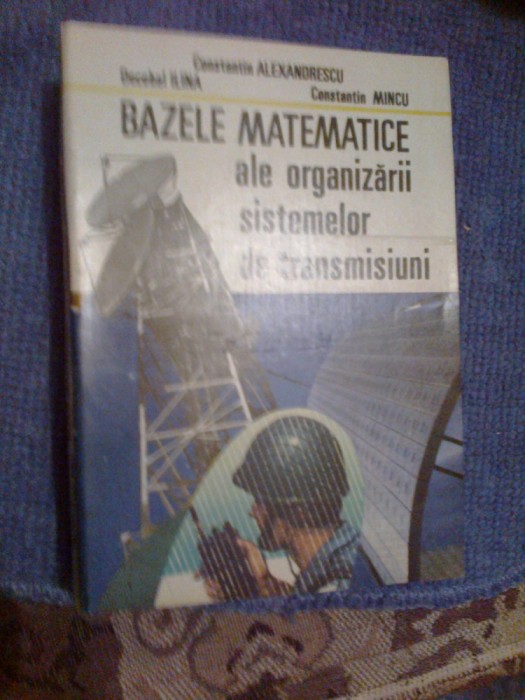 Constantin ALEXANDRESCU
Decebal ILINA
Constantin MINCU
BAZELE MATEMATICE
ale organizării
sistemelor
de transmisiuni